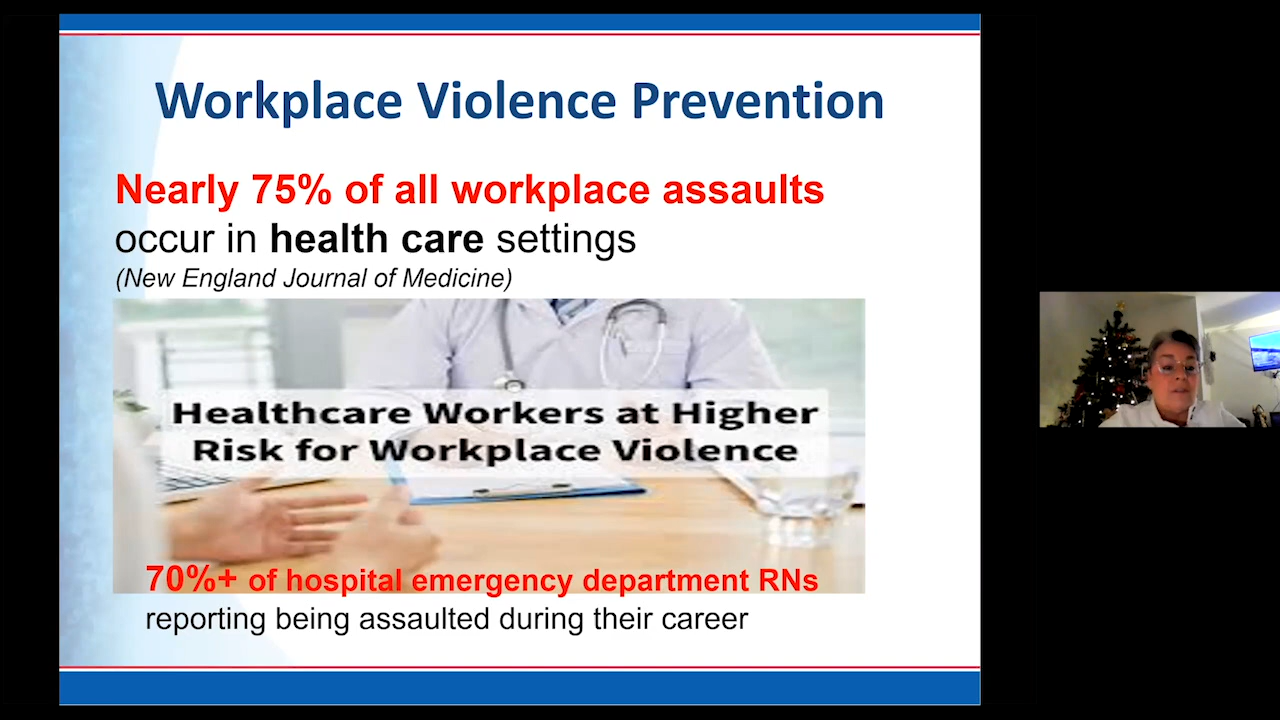 Workplace Violence Prevention
Nearly 75% of all workplace assaults
occur in health care settings
(New England Journal of Medicine)
Healthcare Workers at Higher
Risk for Workplace Violence
70%+ of hospital emergency department RNs
reporting being assaulted during their career